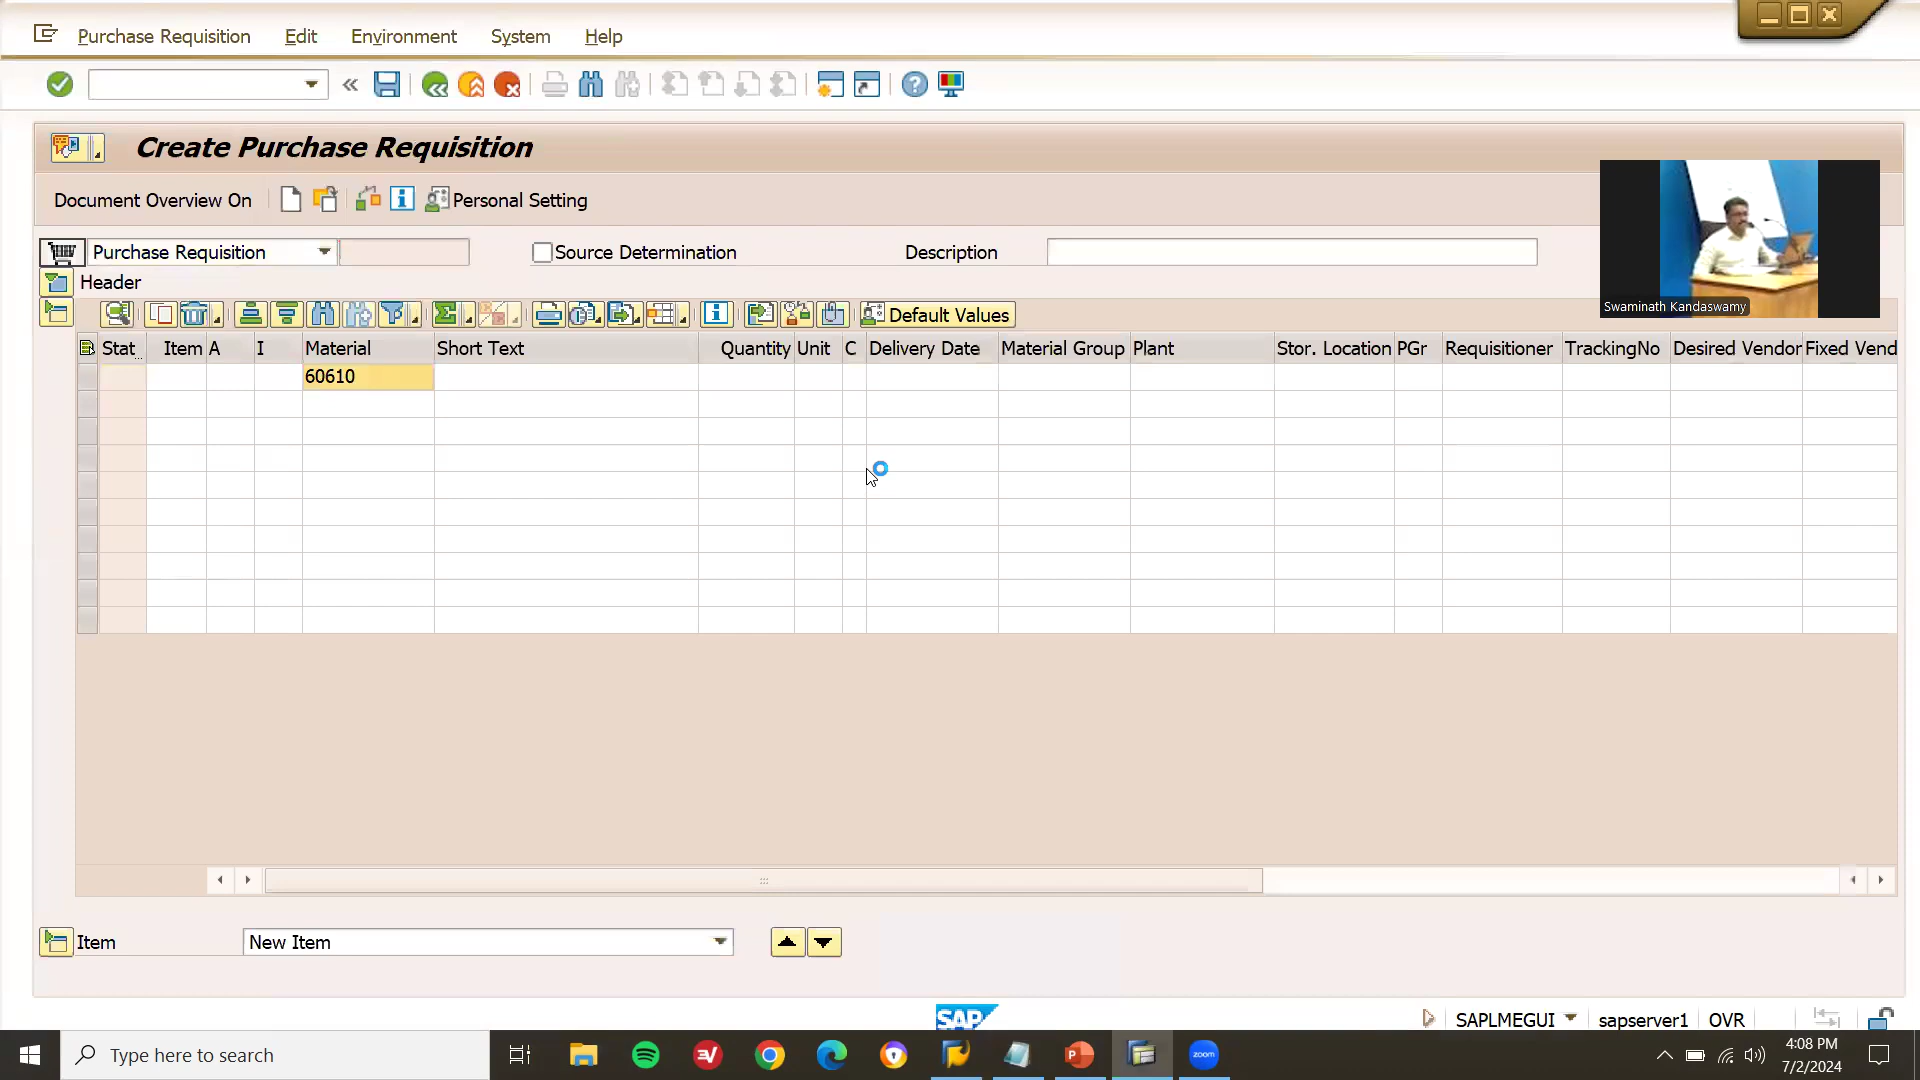 Purchase Requisition Edit Environment System Help
Create Purchase Requisition
Document Overview On Personal Setting
Purchase Requisition Source Determination Description
Header
Swaminath Kandaswamy
Default Values
Stat Item A I Material Short Text Quantity Unit C Delivery Date Material Group Plant Stor. Location PGr Requisitioner TrackingNo Desired Vendor Fixed Vend
60610
Item New Item
SAP SAPLMEGUI sapserver1 OVR
Type here to search zoom 4:08 PM
7/2/2024